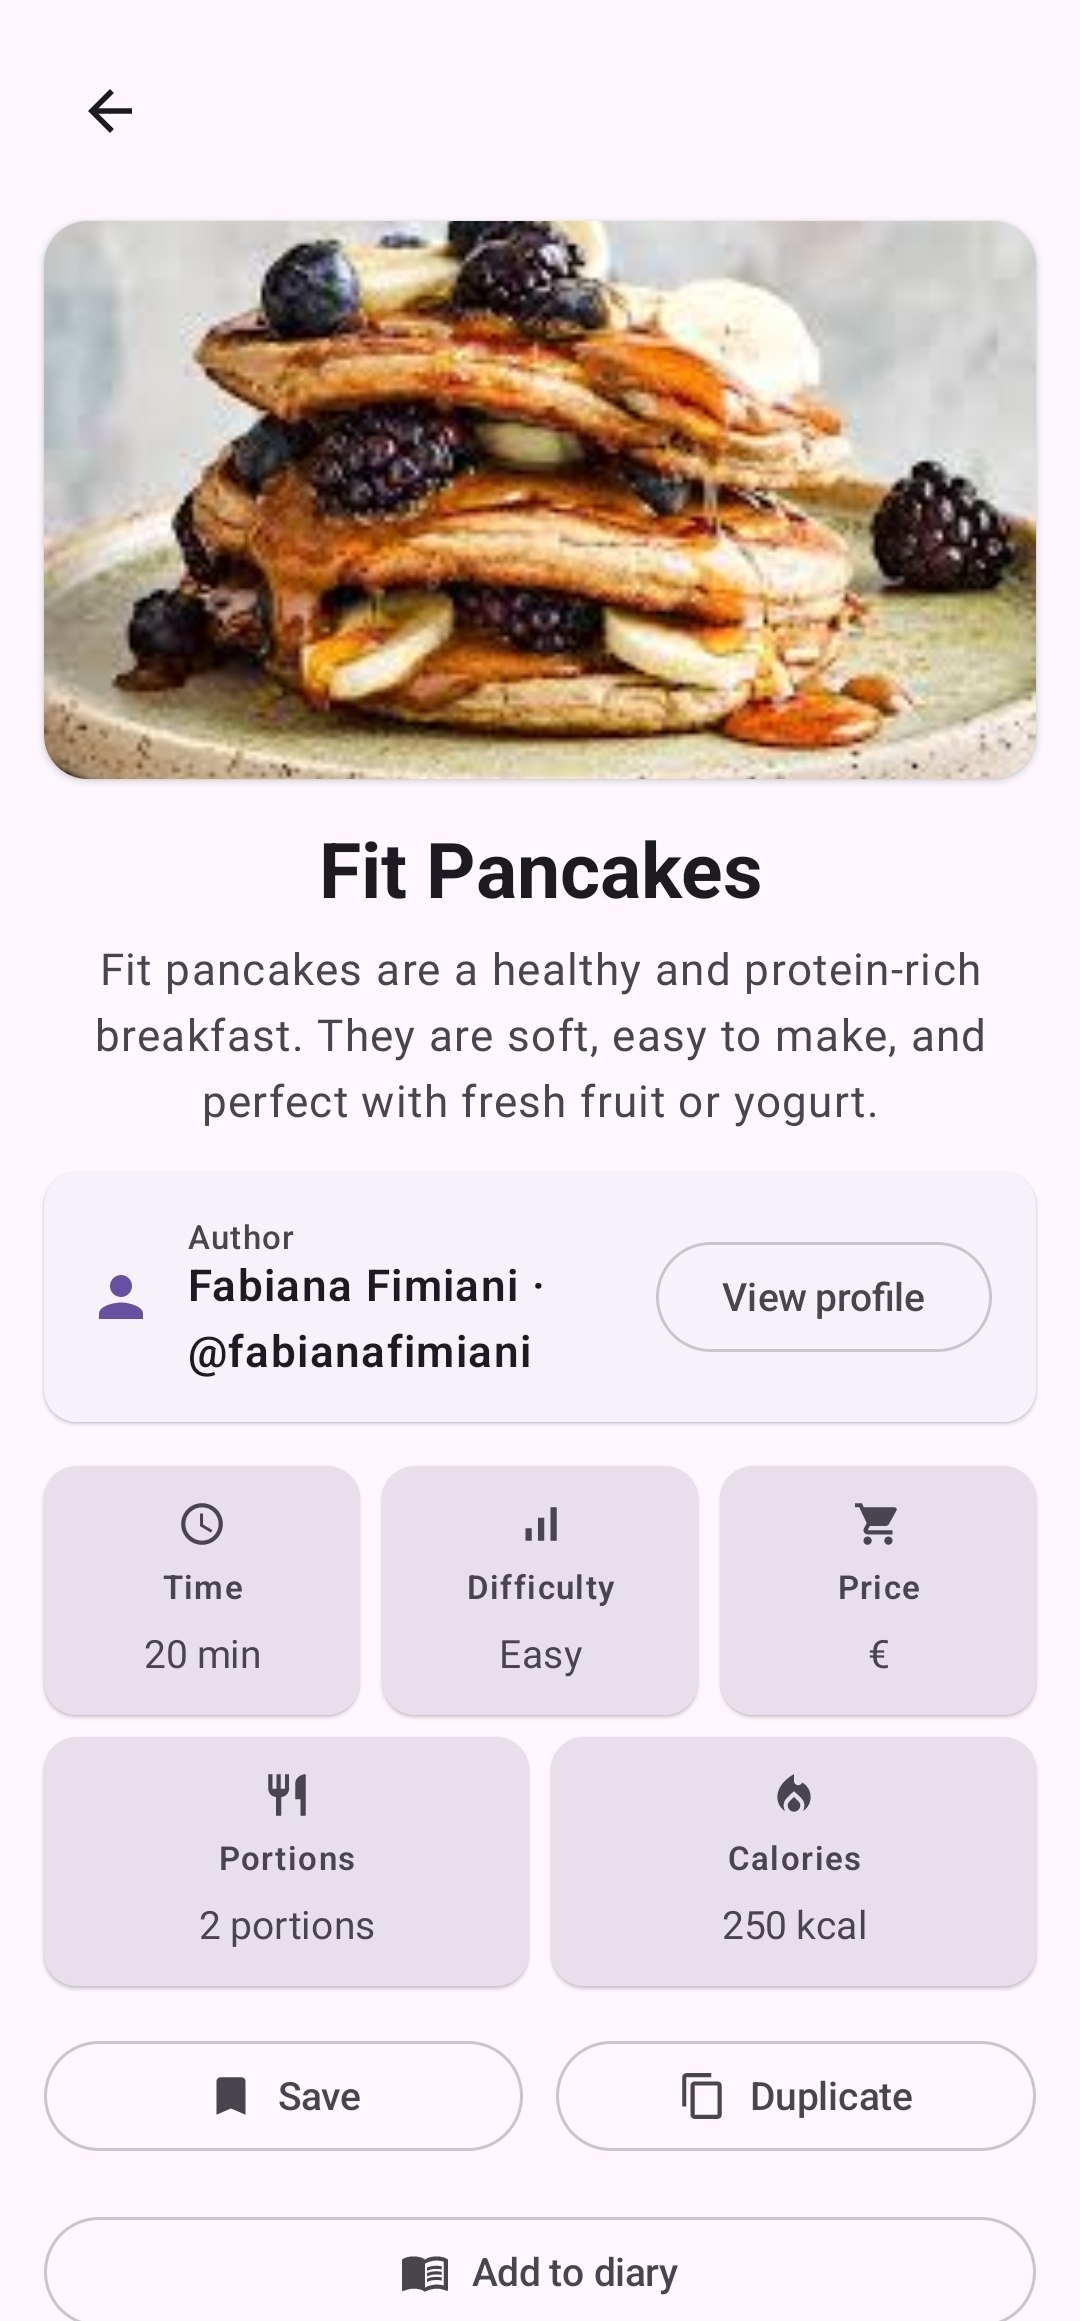 Fit Pancakes
Fit pancakes are a healthy and protein-rich
breakfast. They are soft, easy to make, and
perfect with fresh fruit or yogurt.
Author
Fabiana Fimiani ·
@fabianafimiani
View profile
Time
20 min
Difficulty
Easy
Price
€
Portions
2 portions
Calories
250 kcal
Save
Duplicate
Add to diary